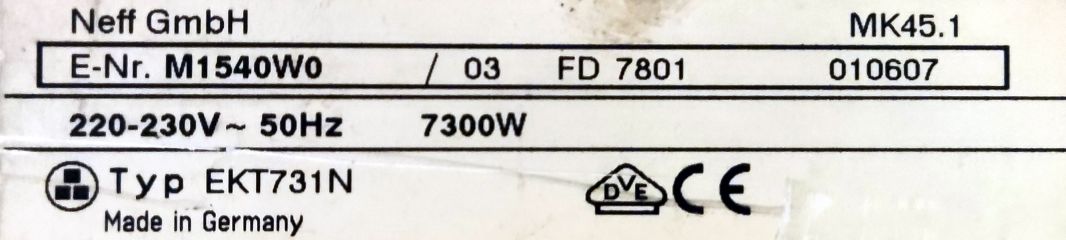 Neff GmbH MK45.1
E-Nr. M1540W0 / 03 FD 7801 010607
220-230V~ 50Hz 7300W
Typ EKT731N DVE CE
Made in Germany